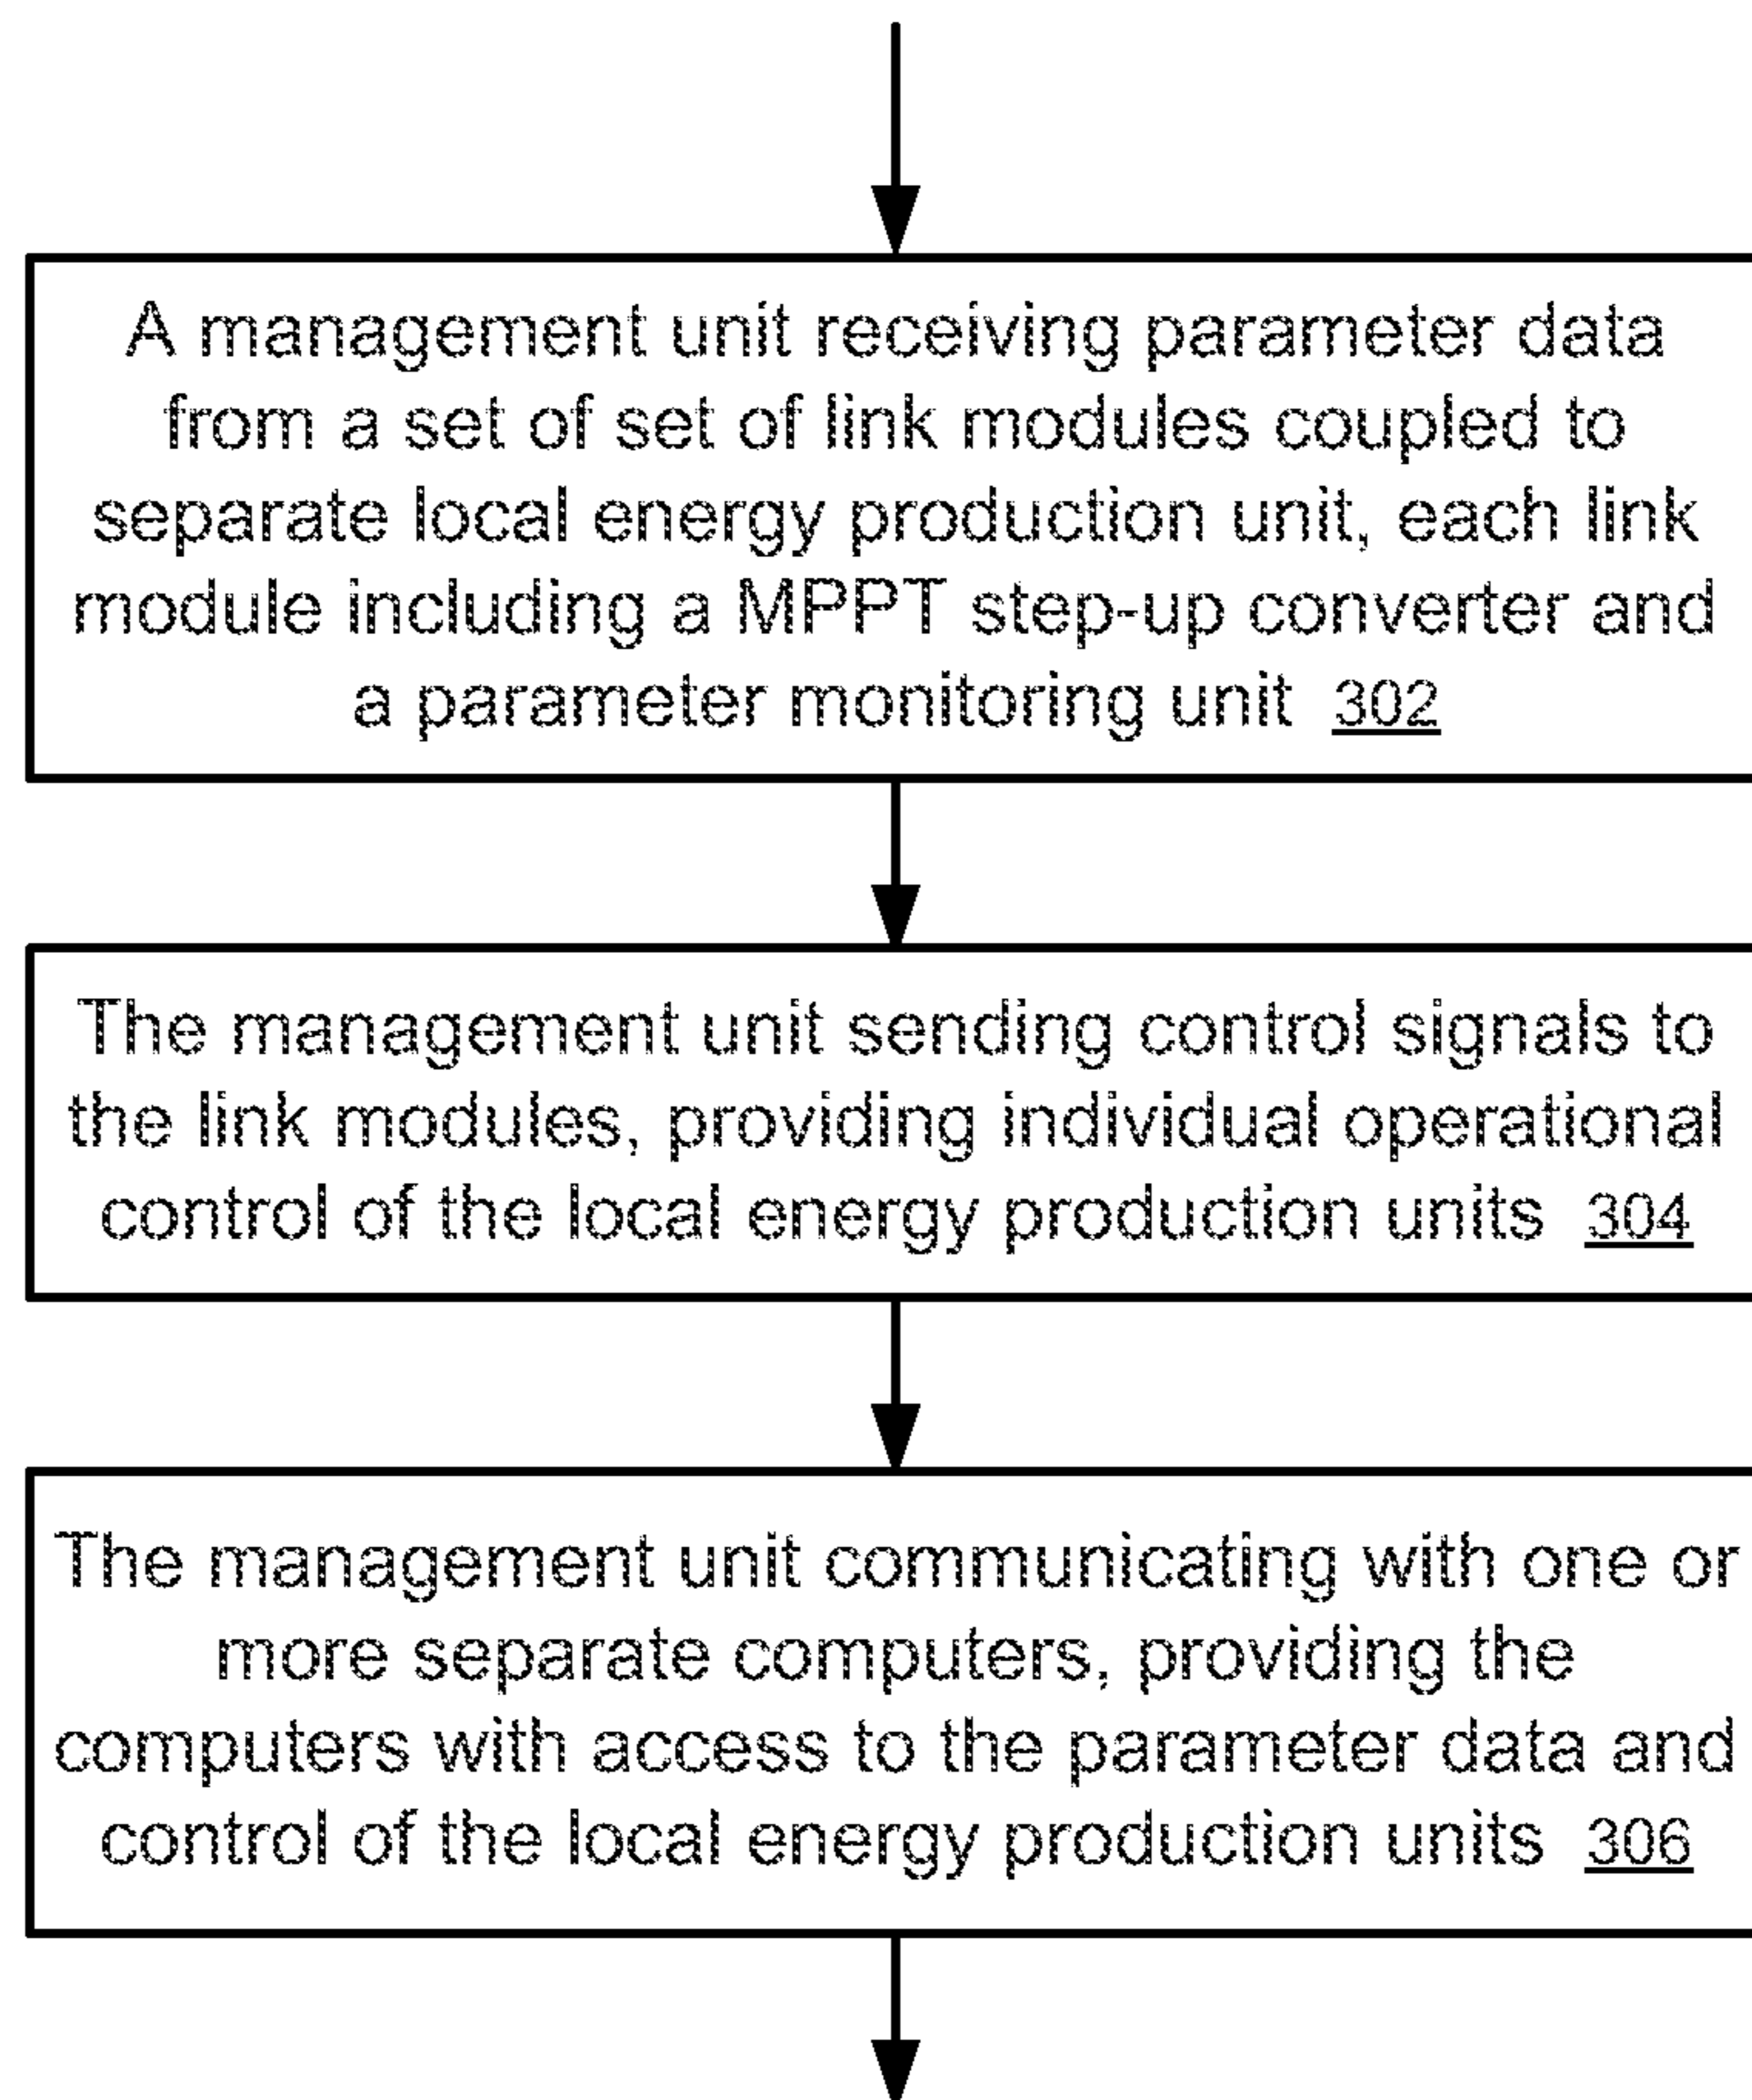 A management unit receiving parameter data
from a set of set of link modules coupled to
separate local energy production unit, each link
module including a MPPT step-up converter and
a parameter monitoring unit 302
The management unit sending control signals to
the link modules, providing individual operational
control of the local energy production units 304
The management unit communicating with one or
more separate computers, providing the
computers with access to the parameter data and
control of the local energy production units 306